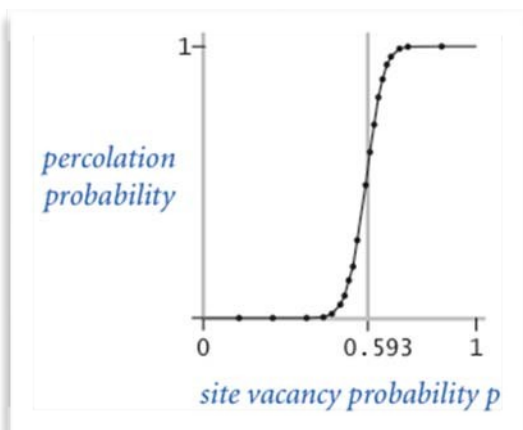 1
percolation
probability
0 0.593 1
site vacancy probability p